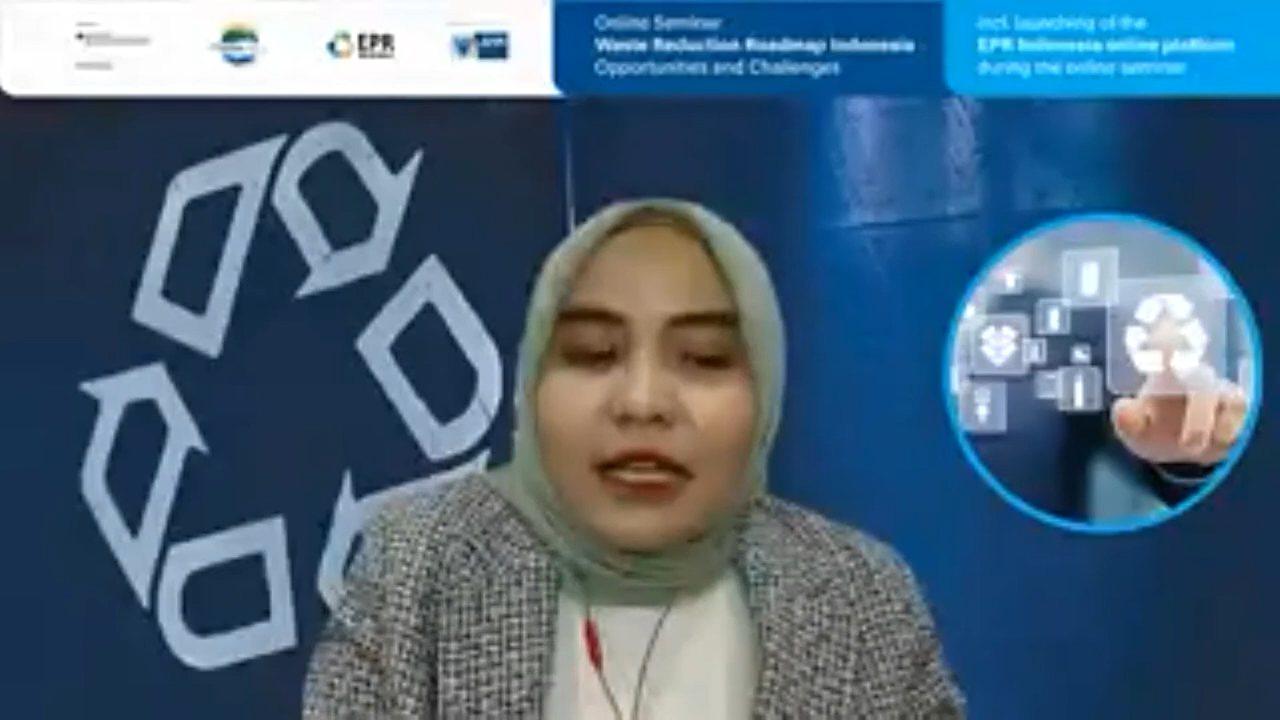 EPR
Online Seminar
Waste Reduction Roadmap Indonesia
Opportunities and Challenges
incl. launching of the
EPR Indonesia online platform
during the online seminar